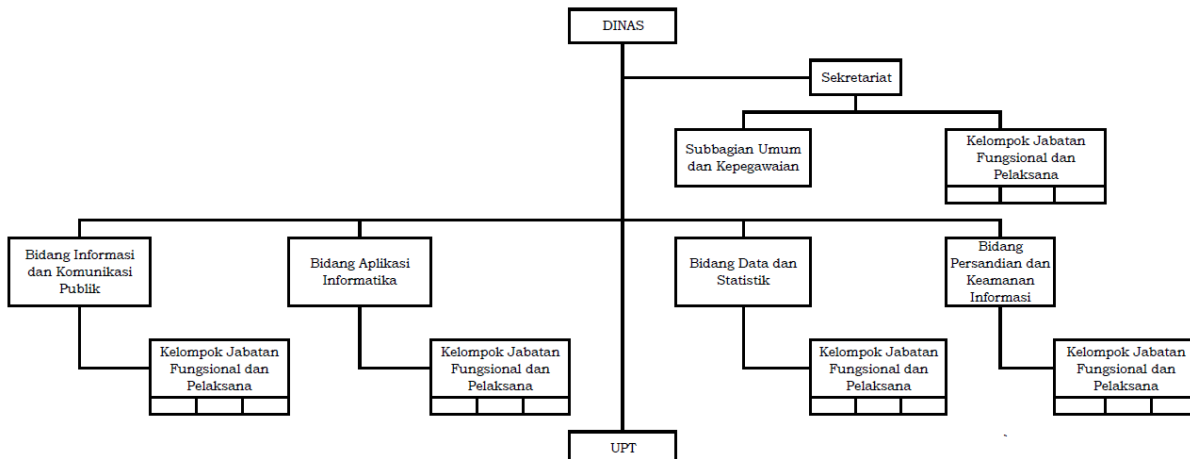 DINAS
Sekretariat
Subbagian Umum
dan Kepegawaian
Kelompok Jabatan
Fungsional dan
Pelaksana
Bidang Informasi
dan Komunikasi
Publik
Bidang Aplikasi
Informatika
Bidang Data dan
Statistik
Bidang
Persandian dan
Keamanan
Informasi
Kelompok Jabatan
Fungsional dan
Pelaksana
Kelompok Jabatan
Fungsional dan
Pelaksana
Kelompok Jabatan
Fungsional dan
Pelaksana
Kelompok Jabatan
Fungsional dan
Pelaksana
UPT